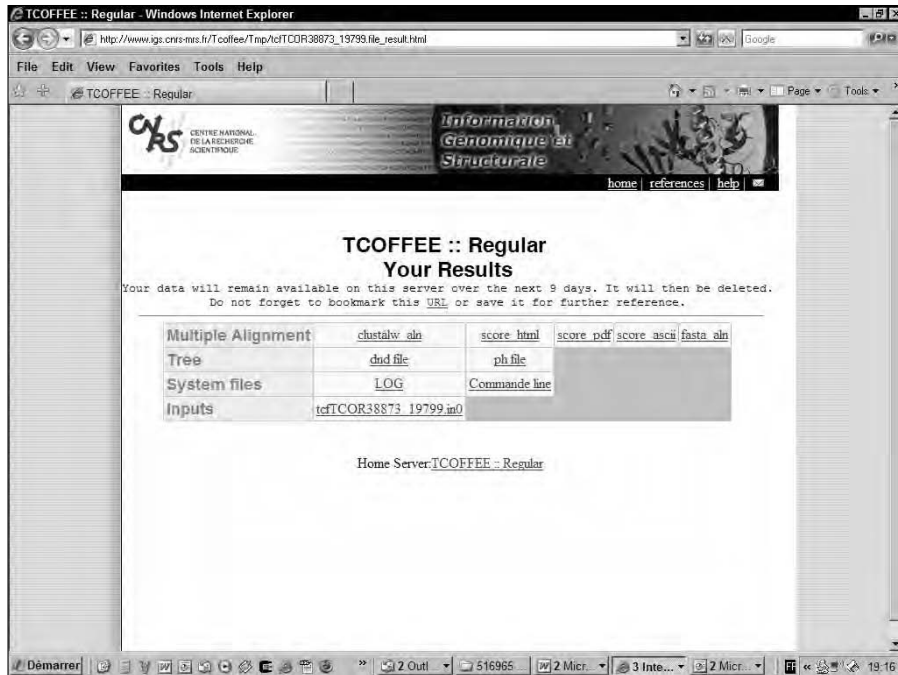 TCOFFEE :: Regular - Windows Internet Explorer
http://www.igs.cnrs-mrs.fr/Tcoffee/Tmp/tcfTCOR38873_19799.file_result.html
Google
File Edit View Favorites Tools Help
TCOFFEE :: Regular
Page Tools
CNRS
CENTRE NATIONAL
DE LA RECHERCHE
SCIENTIFIQUE
Information
Génomique et
Structurale
home | references | help |
TCOFFEE :: Regular
Your Results
Your data will remain available on this server over the next 9 days. It will then be deleted.
Do not forget to bookmark this URL or save it for further reference.
Multiple Alignment clustalw_aln score_html score_pdf score_ascii fasta_aln
Tree dnd file ph file
System files LOG Commande line
Inputs tcfTCOR38873_19799.in0
Home Server:TCOFFEE :: Regular
Démarrer » 2 Outl 516965 2 Micr... 3 Inte... 2 Micr... « 19:16